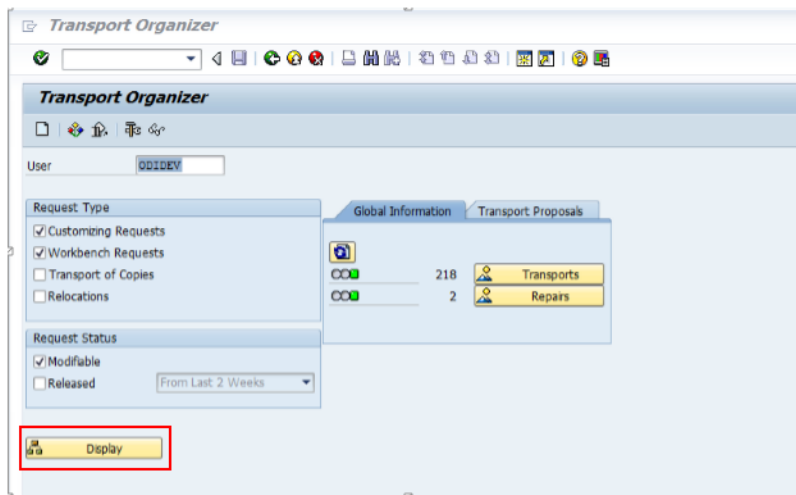 Transport Organizer
Transport Organizer
User ODIDEV
Request Type
Customizing Requests
Workbench Requests
Transport of Copies
Relocations
Global Information Transport Proposals
218 Transports
2 Repairs
Request Status
Modifiable
Released From Last 2 Weeks
Display